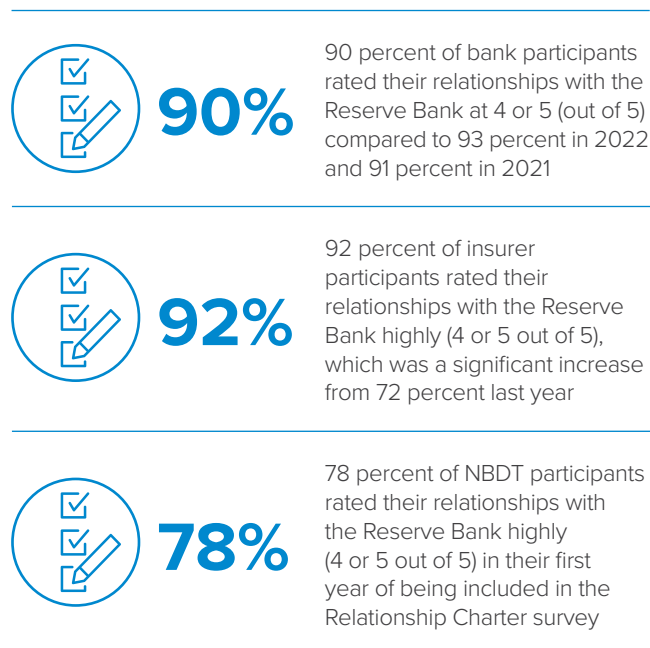 90%
90 percent of bank participants
rated their relationships with the
Reserve Bank at 4 or 5 (out of 5)
compared to 93 percent in 2022
and 91 percent in 2021
92%
92 percent of insurer
participants rated their
relationships with the Reserve
Bank highly (4 or 5 out of 5),
which was a significant increase
from 72 percent last year
78%
78 percent of NBDT participants
rated their relationships with
the Reserve Bank highly
(4 or 5 out of 5) in their first
year of being included in the
Relationship Charter survey